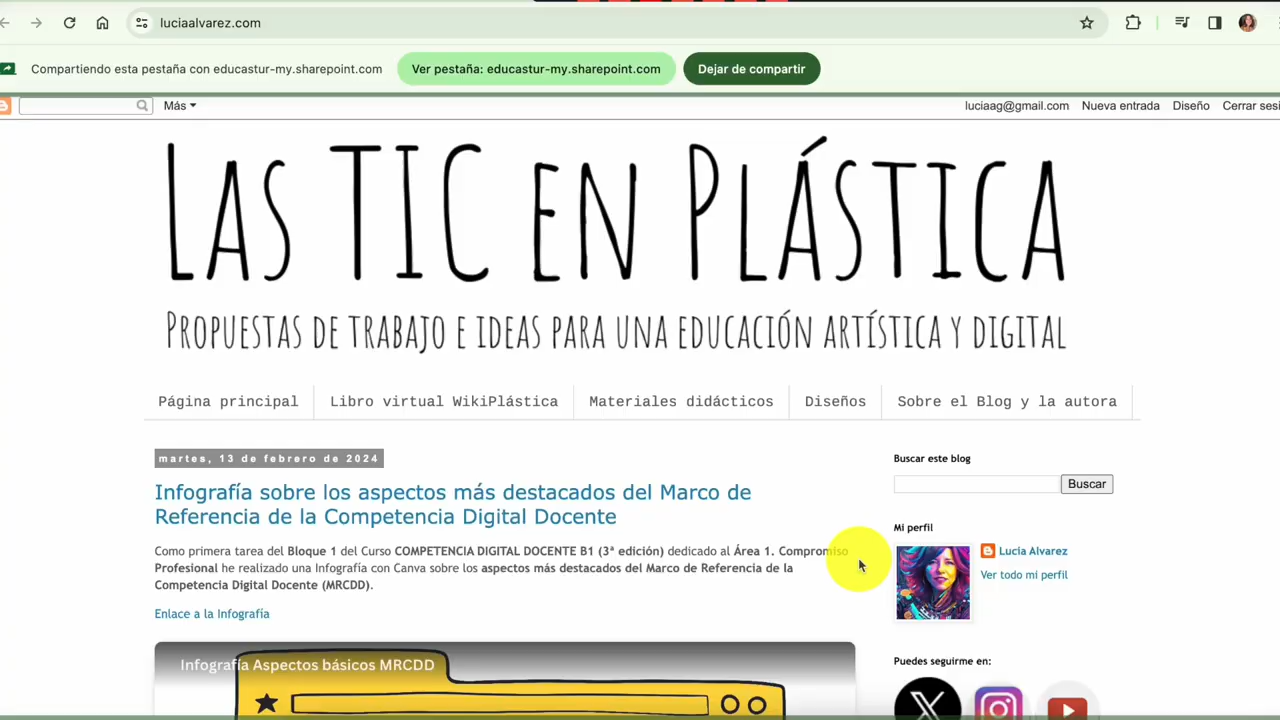 luciaalvarez.com
Compartiendo esta pestaña con educastur-my.sharepoint.com
Ver pestaña: educastur-my.sharepoint.com
Dejar de compartir
Más
luciaag@gmail.com
Nueva entrada
Diseño
Cerrar sesi
LAS TIC EN PLÁSTICA
PROPUESTAS DE TRABAJO E IDEAS PARA UNA EDUCACIÓN ARTÍSTICA Y DIGITAL
Página principal
Libro virtual WikiPlástica
Materiales didácticos
Diseños
Sobre el Blog y la autora
martes, 13 de febrero de 2024
Infografía sobre los aspectos más destacados del Marco de
Referencia de la Competencia Digital Docente
Como primera tarea del Bloque 1 del Curso COMPETENCIA DIGITAL DOCENTE B1 (3ª edición) dedicado al Área 1. Compromiso
Profesional he realizado una Infografía con Canva sobre los aspectos más destacados del Marco de Referencia de la
Competencia Digital Docente (MRCDD).
Enlace a la Infografía
Infografía Aspectos básicos MRCDD
Buscar este blog
Buscar
Mi perfil
Lucía Alvarez
Ver todo mi perfil
Puedes seguirme en: